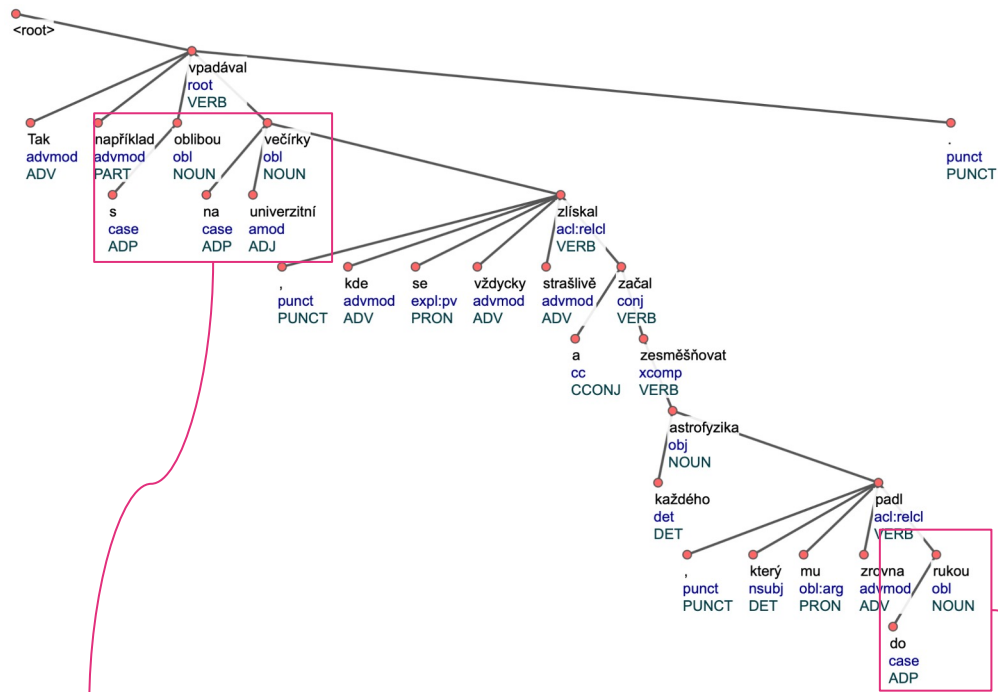 <root>
vpadával
root
VERB
Tak
advmod
ADV
například
advmod
PART
oblibou
obl
NOUN
večírky
obl
NOUN
.
punct
PUNCT
s
case
ADP
na
case
ADP
univerzitní
amod
ADJ
zlískal
acl:relcl
VERB
,
punct
PUNCT
kde
advmod
ADV
se
expl:pv
PRON
vždycky
advmod
ADV
strašlivě
advmod
ADV
začal
conj
VERB
a
cc
CCONJ
zesměšňovat
xcomp
VERB
astrofyzika
obj
NOUN
každého
det
DET
padl
acl:relcl
VERB
,
punct
PUNCT
který
nsubj
DET
mu
obl:arg
PRON
zrovna
advmod
ADV
rukou
obl
NOUN
do
case
ADP